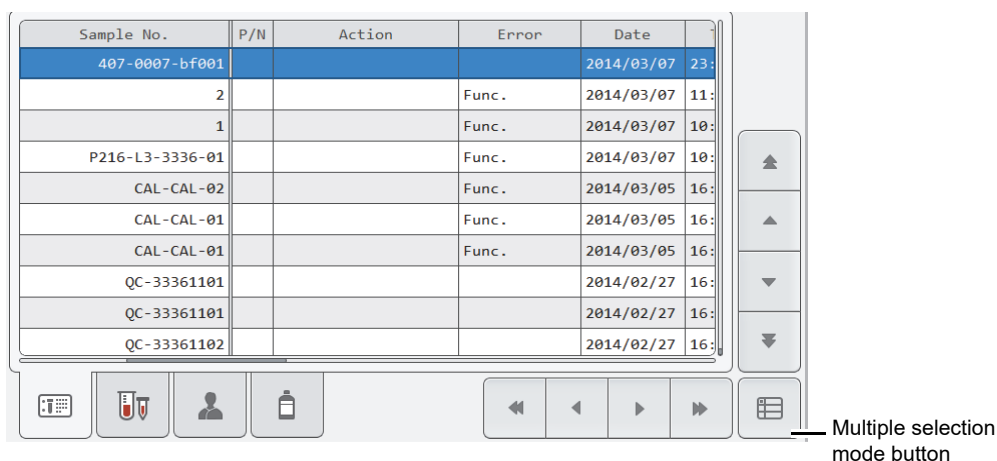 Sample No. P/N Action Error Date
407-0007-bf001 2014/03/07 23:
2 Func. 2014/03/07 11:
1 Func. 2014/03/07 10:
P216-L3-3336-01 Func. 2014/03/07 10:
CAL-CAL-02 Func. 2014/03/05 16:
CAL-CAL-01 Func. 2014/03/05 16:
CAL-CAL-01 Func. 2014/03/05 16:
QC-33361101 2014/02/27 16:
QC-33361101 2014/02/27 16:
QC-33361102 2014/02/27 16:
Multiple selection
mode button